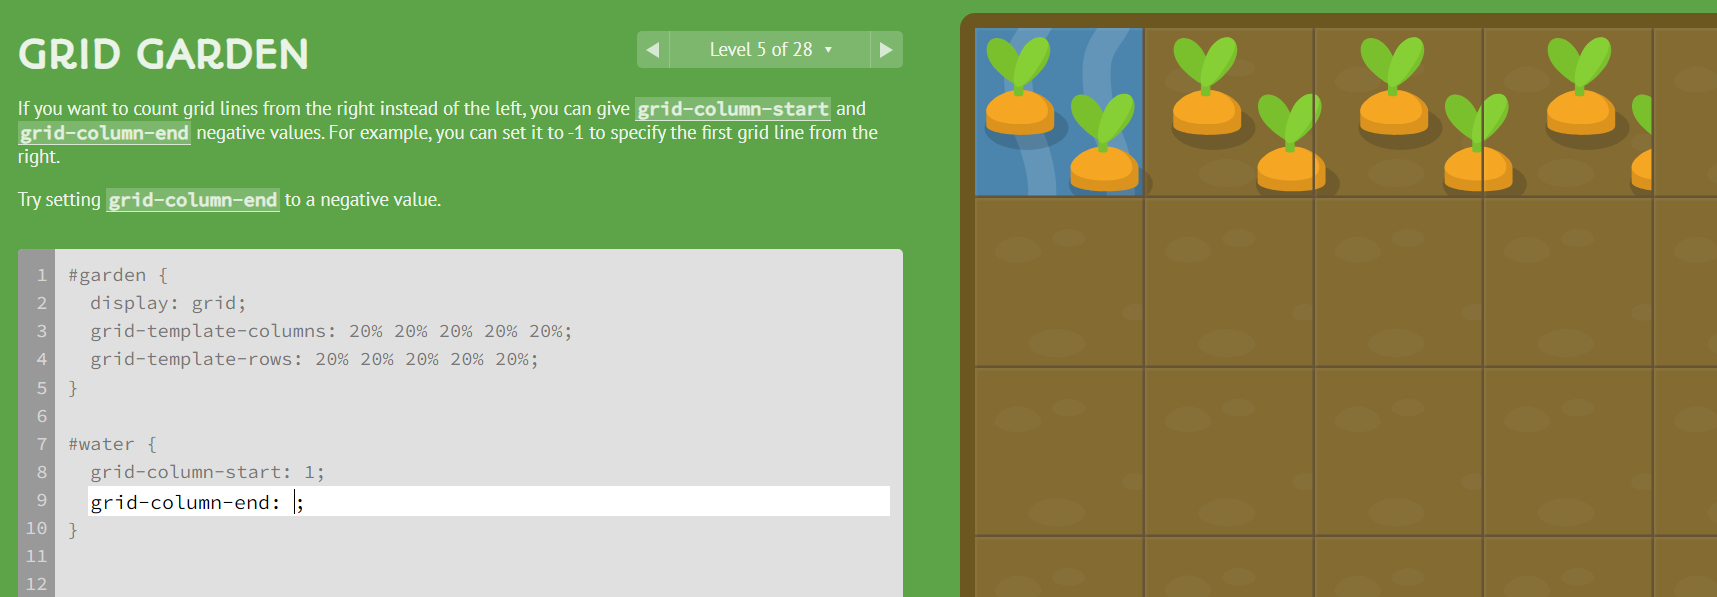 GRID GARDEN
◀ Level 5 of 28 ▼ ▶
If you want to count grid lines from the right instead of the left, you can give grid-column-start and
grid-column-end negative values. For example, you can set it to -1 to specify the first grid line from the
right.
Try setting grid-column-end to a negative value.
1 #garden {
2 display: grid;
3 grid-template-columns: 20% 20% 20% 20% 20%;
4 grid-template-rows: 20% 20% 20% 20% 20%;
5 }
6
7 #water {
8 grid-column-start: 1;
9 grid-column-end: ;
10 }
11
12